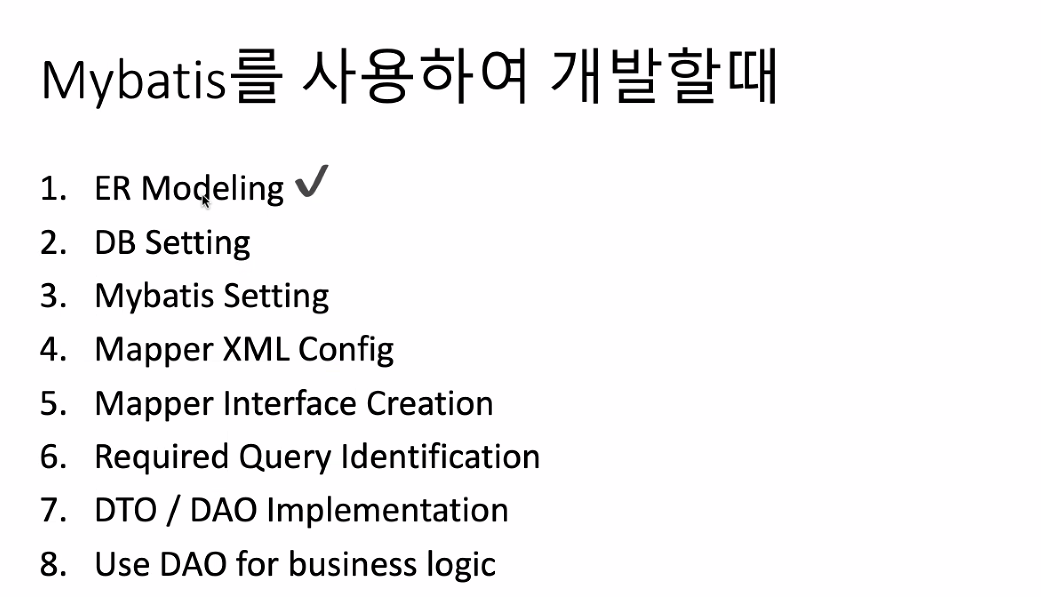 Mybatis를 사용하여 개발할때
1. ER Modeling ✔
2. DB Setting
3. Mybatis Setting
4. Mapper XML Config
5. Mapper Interface Creation
6. Required Query Identification
7. DTO / DAO Implementation
8. Use DAO for business logic